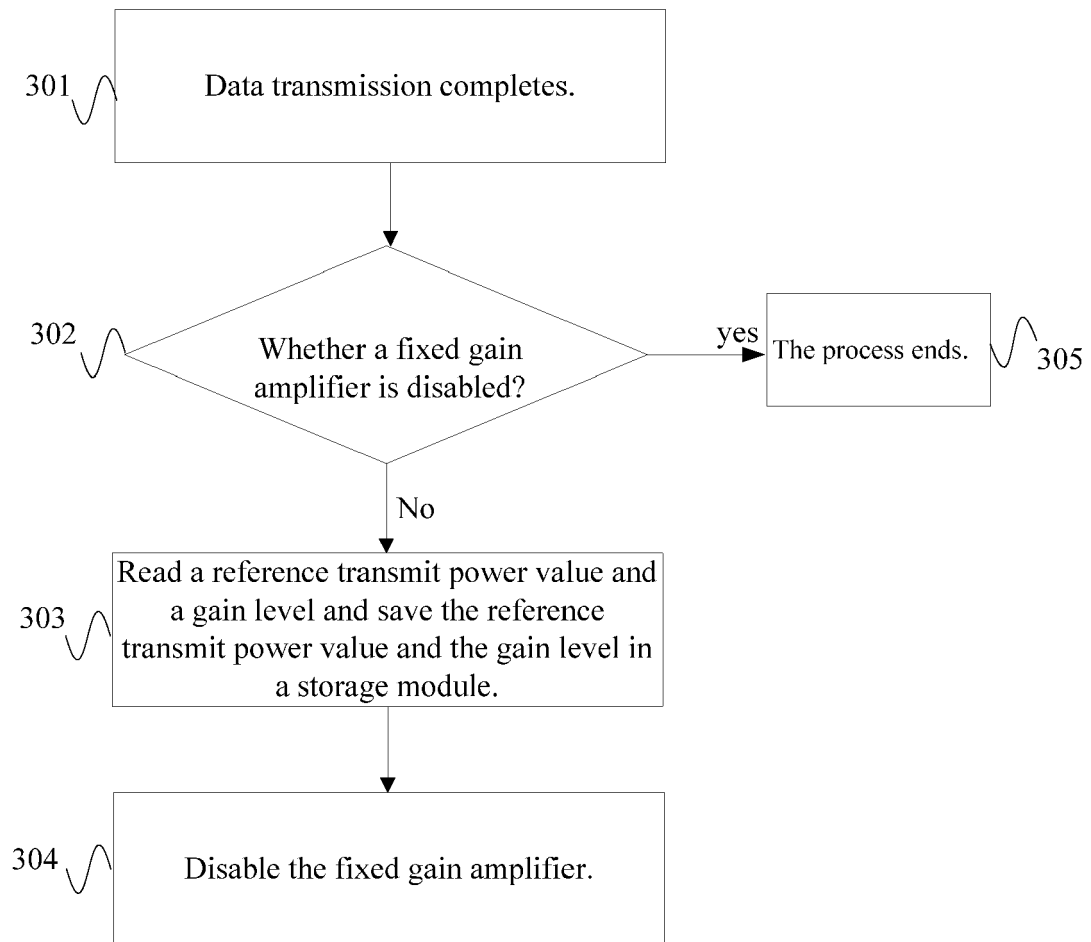 301
Data transmission completes.
302
Whether a fixed gain
amplifier is disabled?
yes
The process ends.
305
No
303
Read a reference transmit power value and
a gain level and save the reference
transmit power value and the gain level in
a storage module.
304
Disable the fixed gain amplifier.